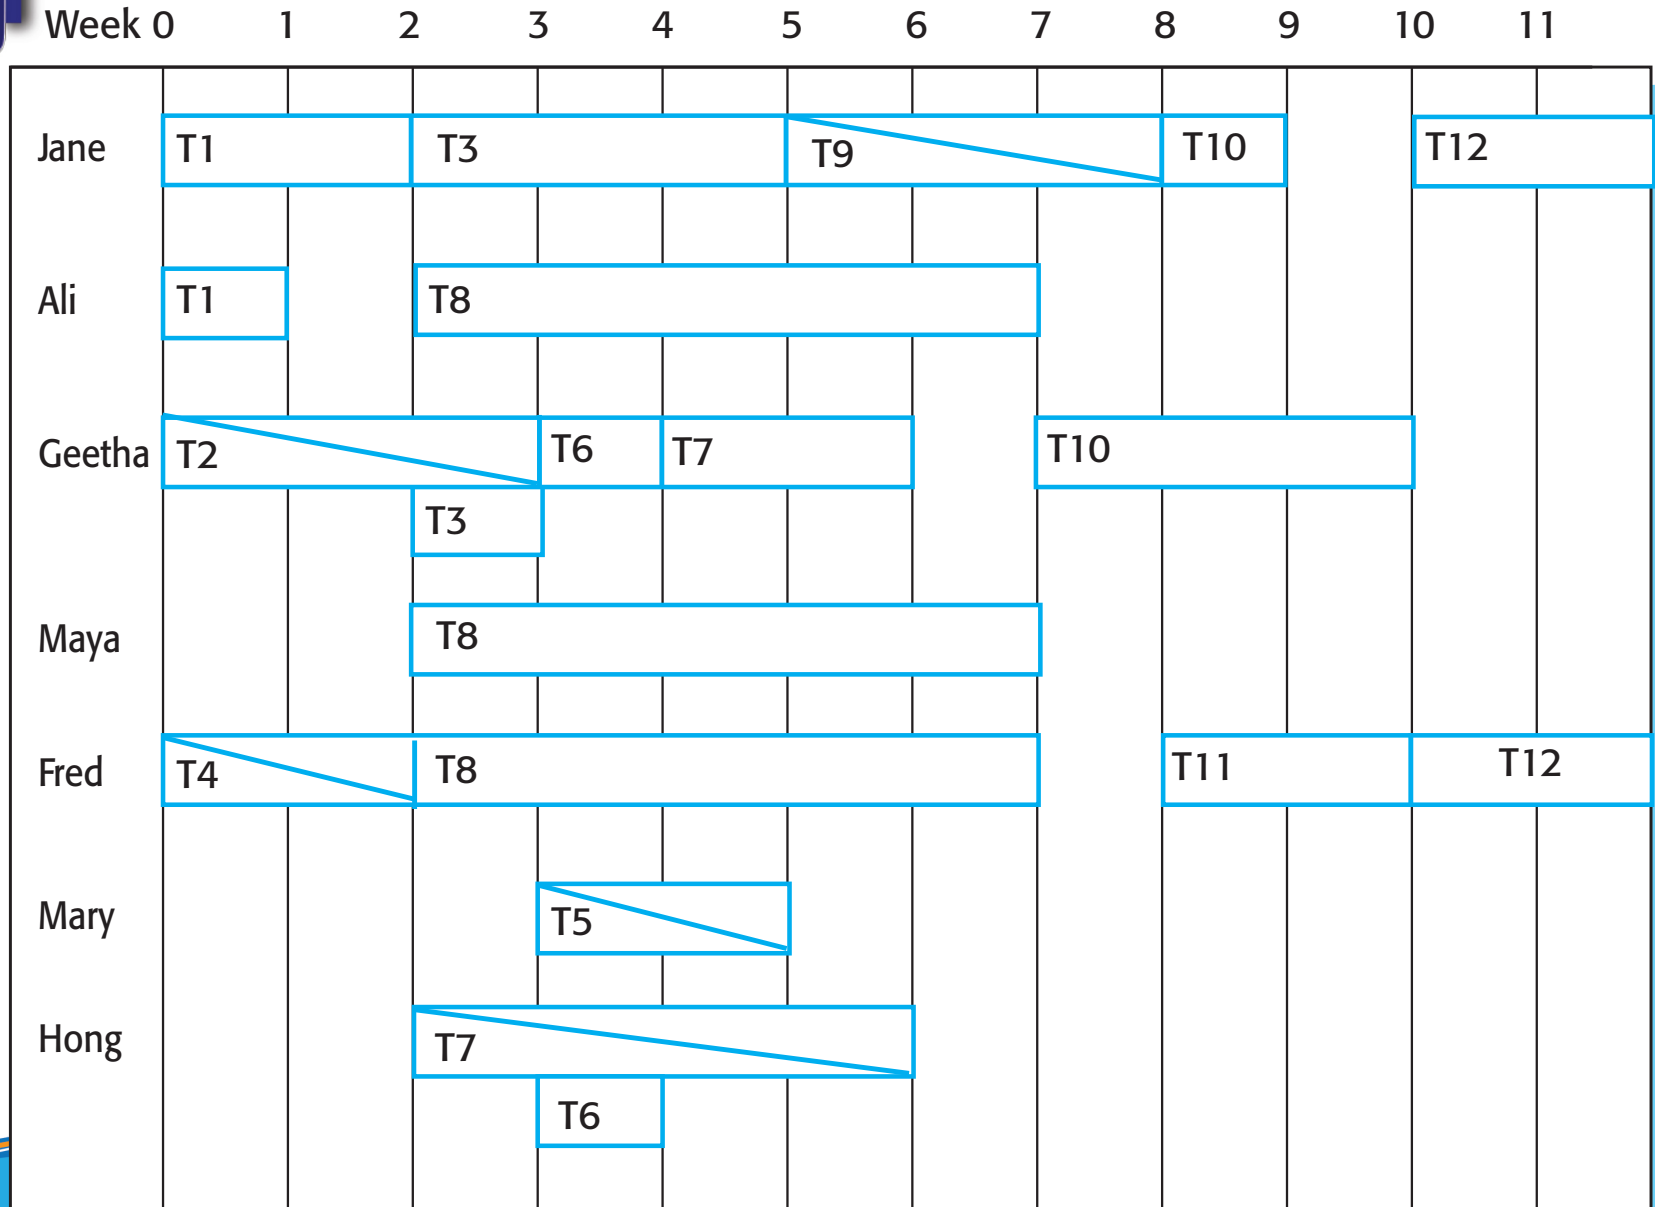 Week 0 1 2 3 4 5 6 7 8 9 10 11
Jane T1 T3 T9 T10 T12
Ali T1 T8
Geetha T2 T6 T7 T10
T3
Maya T8
Fred T4 T8 T11 T12
Mary T5
Hong T7
T6